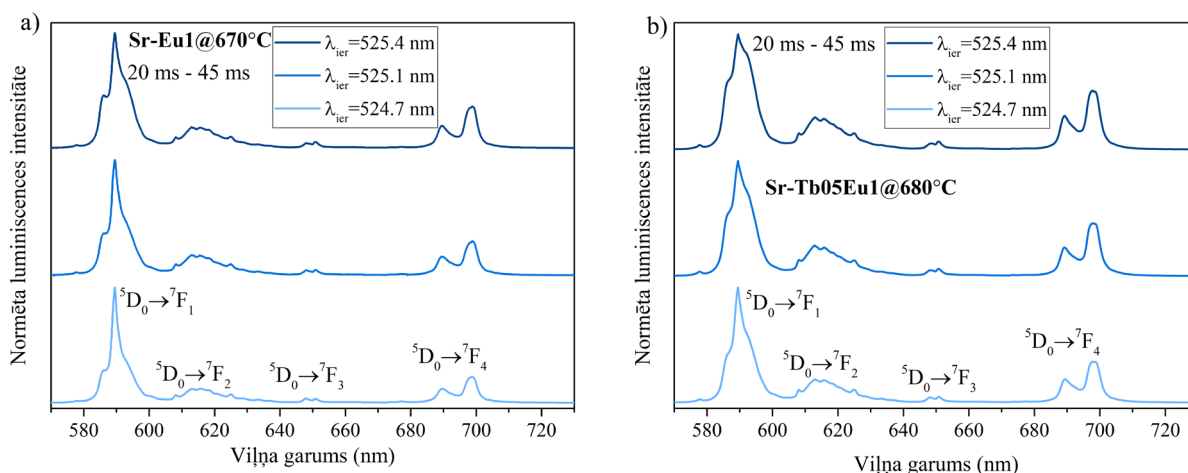 a)
Sr-Eu1@670°C
20 ms - 45 ms
λier=525.4 nm
λier=525.1 nm
λier=524.7 nm
Normēta luminiscences intensitāte
⁵D₀→⁷F₁
⁵D₀→⁷F₂
⁵D₀→⁷F₃
⁵D₀→⁷F₄
580 600 620 640 660 680 700 720
Viļņa garums (nm)
b)
20 ms - 45 ms
λier=525.4 nm
λier=525.1 nm
λier=524.7 nm
Sr-Tb05Eu1@680°C
Normēta luminiscences intensitāte
⁵D₀→⁷F₁
⁵D₀→⁷F₂
⁵D₀→⁷F₃
⁵D₀→⁷F₄
580 600 620 640 660 680 700 720
Viļņa garums (nm)